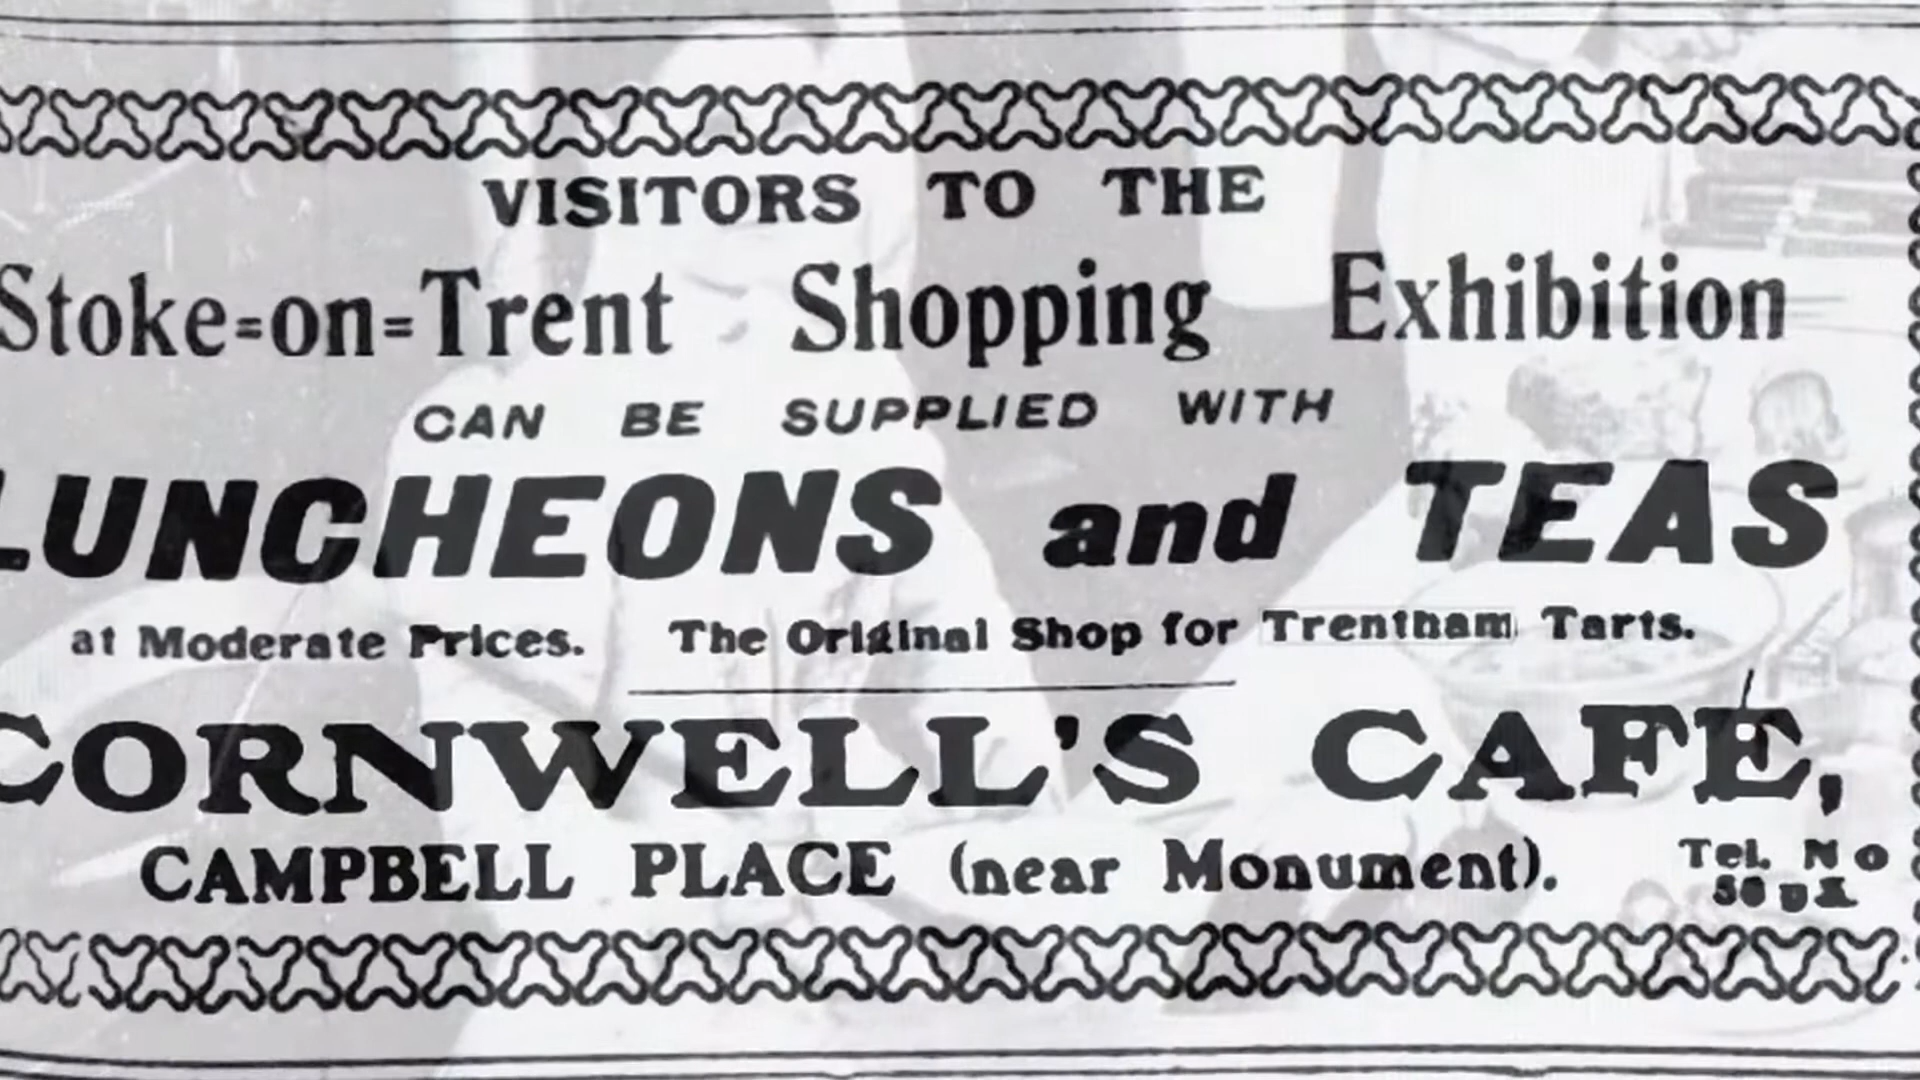 VISITORS TO THE
Stoke=on=Trent Shopping Exhibition
CAN BE SUPPLIED WITH
LUNCHEONS and TEAS
at Moderate Prices. The Original Shop for Trentham Tarts.
CORNWELL'S CAFÉ,
CAMPBELL PLACE (near Monument). Tel. No